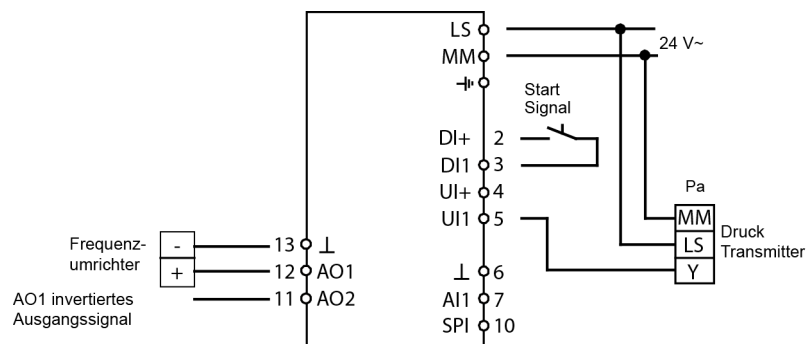 LS
MM
24 V~
Start
Signal
DI+ 2
DI1 3
UI+ 4
UI1 5
Pa
MM
LS
Y
Druck
Transmitter
Frequenz-
umrichter
-
+
13 ⊥
12 AO1
11 AO2
AO1 invertiertes
Ausgangssignal
⊥ 6
AI1 7
SPI 10